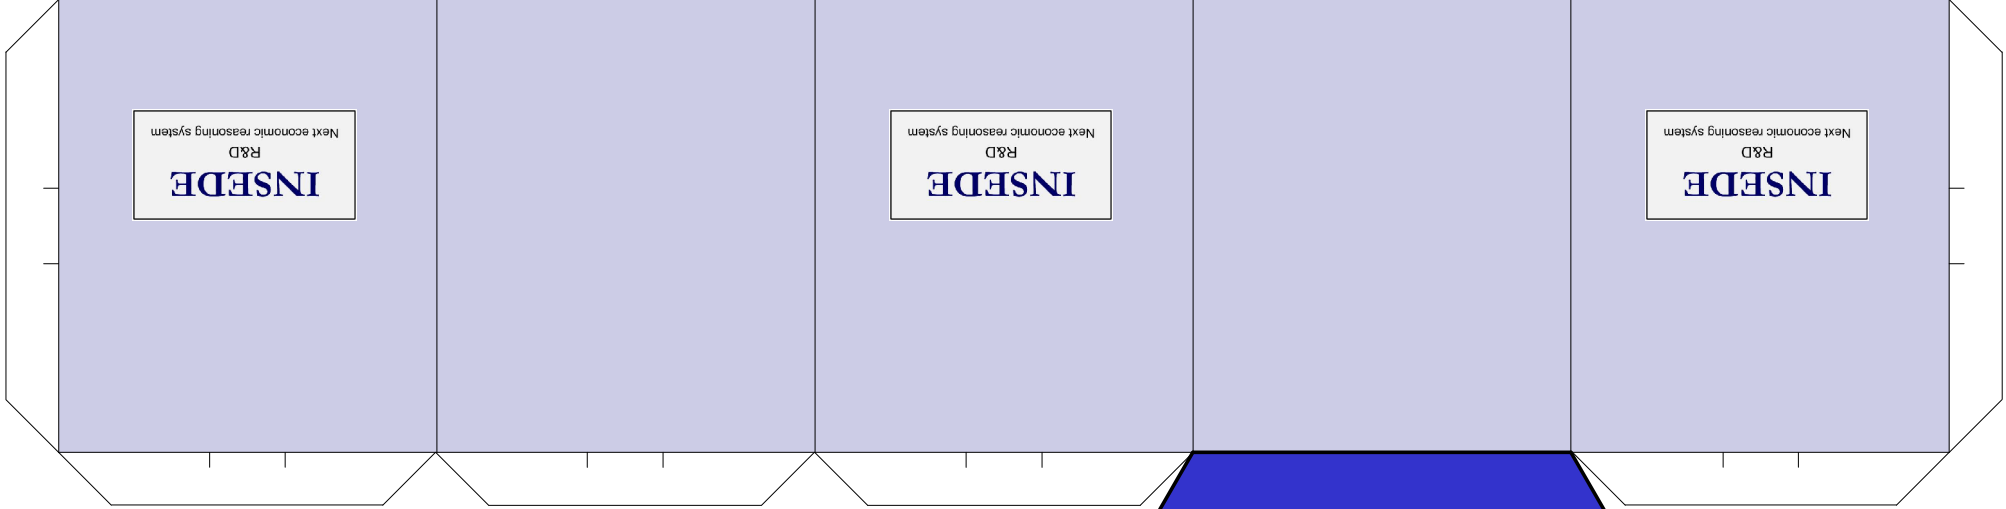 INSEDE
R&D
Next economic reasoning system
INSEDE
R&D
Next economic reasoning system
INSEDE
R&D
Next economic reasoning system